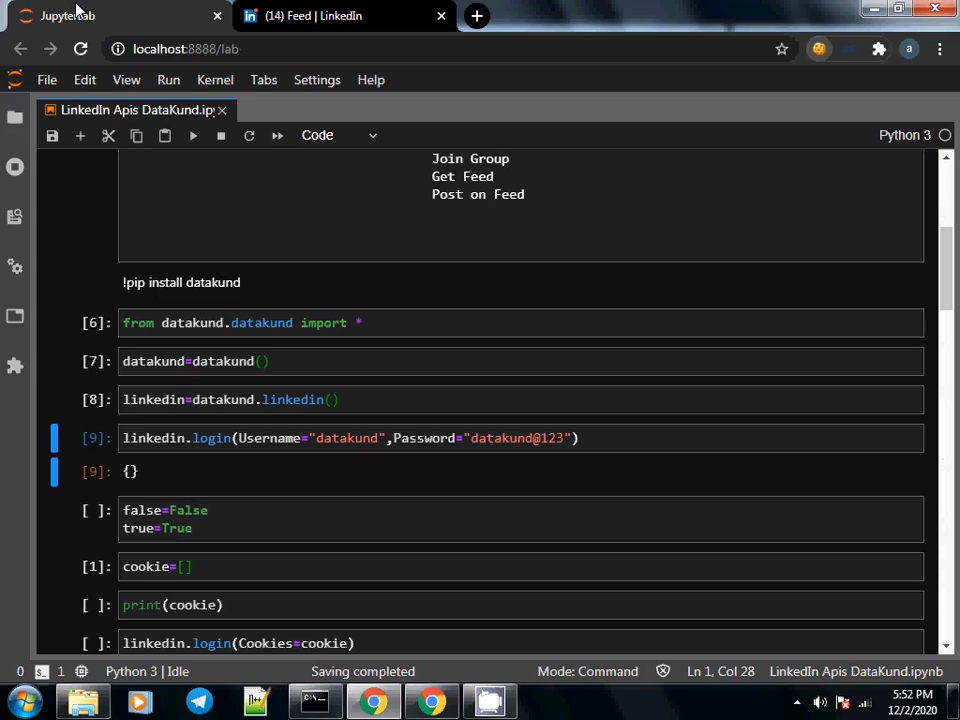 JupyterLab
(14) Feed | LinkedIn
localhost:8888/lab
a
File Edit View Run Kernel Tabs Settings Help
LinkedIn Apis DataKund.ipy
Code
Python 3
Join Group
Get Feed
Post on Feed
!pip install datakund
[6]: from datakund.datakund import *
[7]: datakund=datakund()
[8]: linkedin=datakund.linkedin()
[9]: linkedin.login(Username="datakund",Password="datakund@123")
[9]: {}
[ ]: false=False
true=True
[1]: cookie=[]
[ ]: print(cookie)
[ ]: linkedin.login(Cookies=cookie)
0 1 Python 3 | Idle Saving completed Mode: Command Ln 1, Col 28 LinkedIn Apis DataKund.ipynb
5:52 PM
12/2/2020